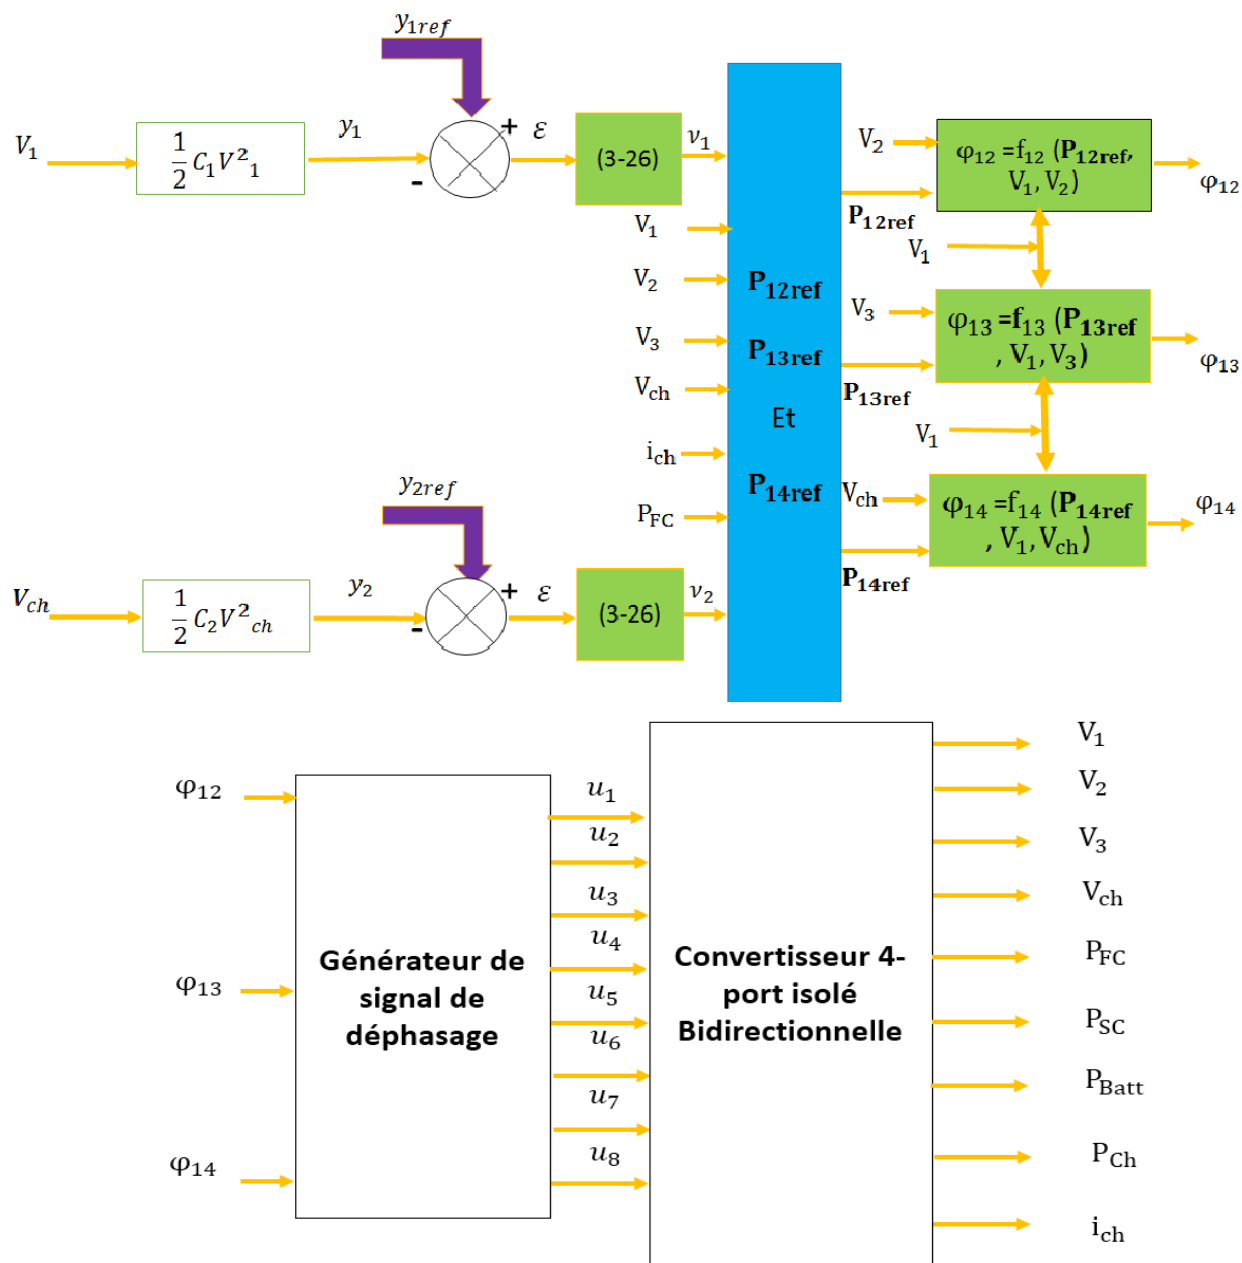 y1ref
V1
1/2 C1V²1
y1
+
-
ε
(3-26)
ν1
V1
V2
V3
Vch
ich
PFC
P12ref
P13ref
Et
P14ref
y2ref
Vch
1/2 C2V²ch
y2
+
-
ε
(3-26)
ν2
V2
P12ref
φ12 =f12 (P12ref,
V1, V2)
φ12
V1
V3
P13ref
φ13 =f13 (P13ref
, V1, V3)
φ13
V1
Vch
P14ref
φ14 =f14 (P14ref
, V1, Vch)
φ14
φ12
φ13
φ14
Générateur de
signal de
déphasage
u1
u2
u3
u4
u5
u6
u7
u8
Convertisseur 4-
port isolé
Bidirectionnelle
V1
V2
V3
Vch
PFC
PSC
PBatt
PCh
ich